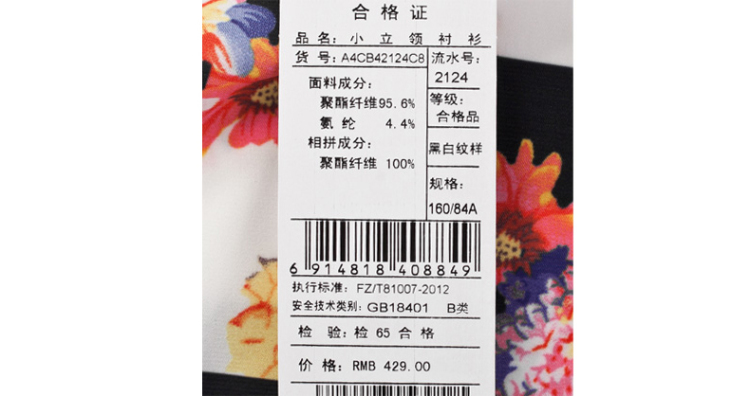 合格证
品名：小立领衬衫
货号：A4CB42124C8
流水号：
2124
面料成分：
聚酯纤维95.6%
氨纶 4.4%
相拼成分：
聚酯纤维 100%
等级：
合格品
黑白纹样
规格：
160/84A
6 914818 408849
执行标准：FZ/T81007-2012
安全技术类别：GB18401 B类
检 验：检 65 合格
价 格：RMB 429.00